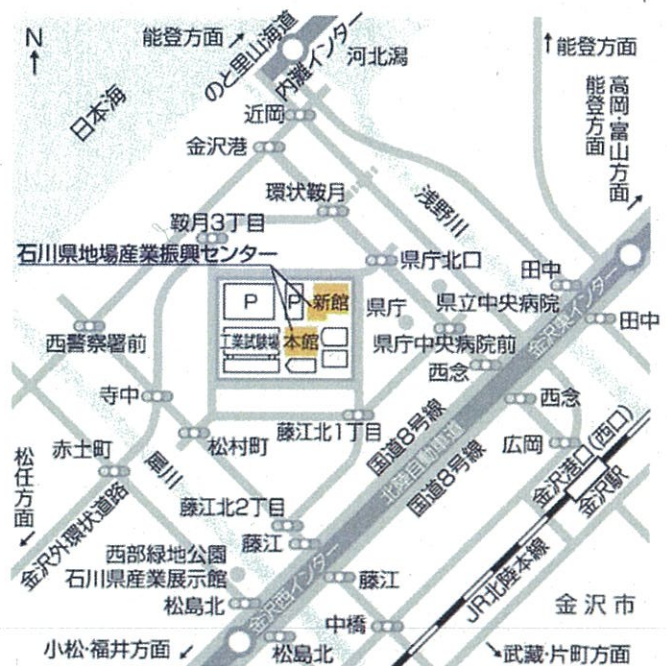 N
能登方面
のと里山海道
内灘インター
河北潟
能登方面
高岡・富山方面
能登方面
日本海
近岡
金沢港
環状鞍月
浅野川
鞍月3丁目
石川県地場産業振興センター
県庁北口
田中
P
P
新館
県庁
県立中央病院
金沢東インター
田中
西警察署前
工業試験場
本館
県庁中央病院前
西念
寺中
西念
藤江北1丁目
国道8号線
北陸自動車道
国道8号線
広岡
金沢港口(西口)
金沢駅
松村町
赤土町
犀川
松任方面
金沢外環状道路
藤江北2丁目
藤江
西部緑地公園
石川県産業展示館
藤江
JR北陸本線
金沢市
松島北
金沢西インター
中橋
小松・福井方面
松島北
武蔵・片町方面